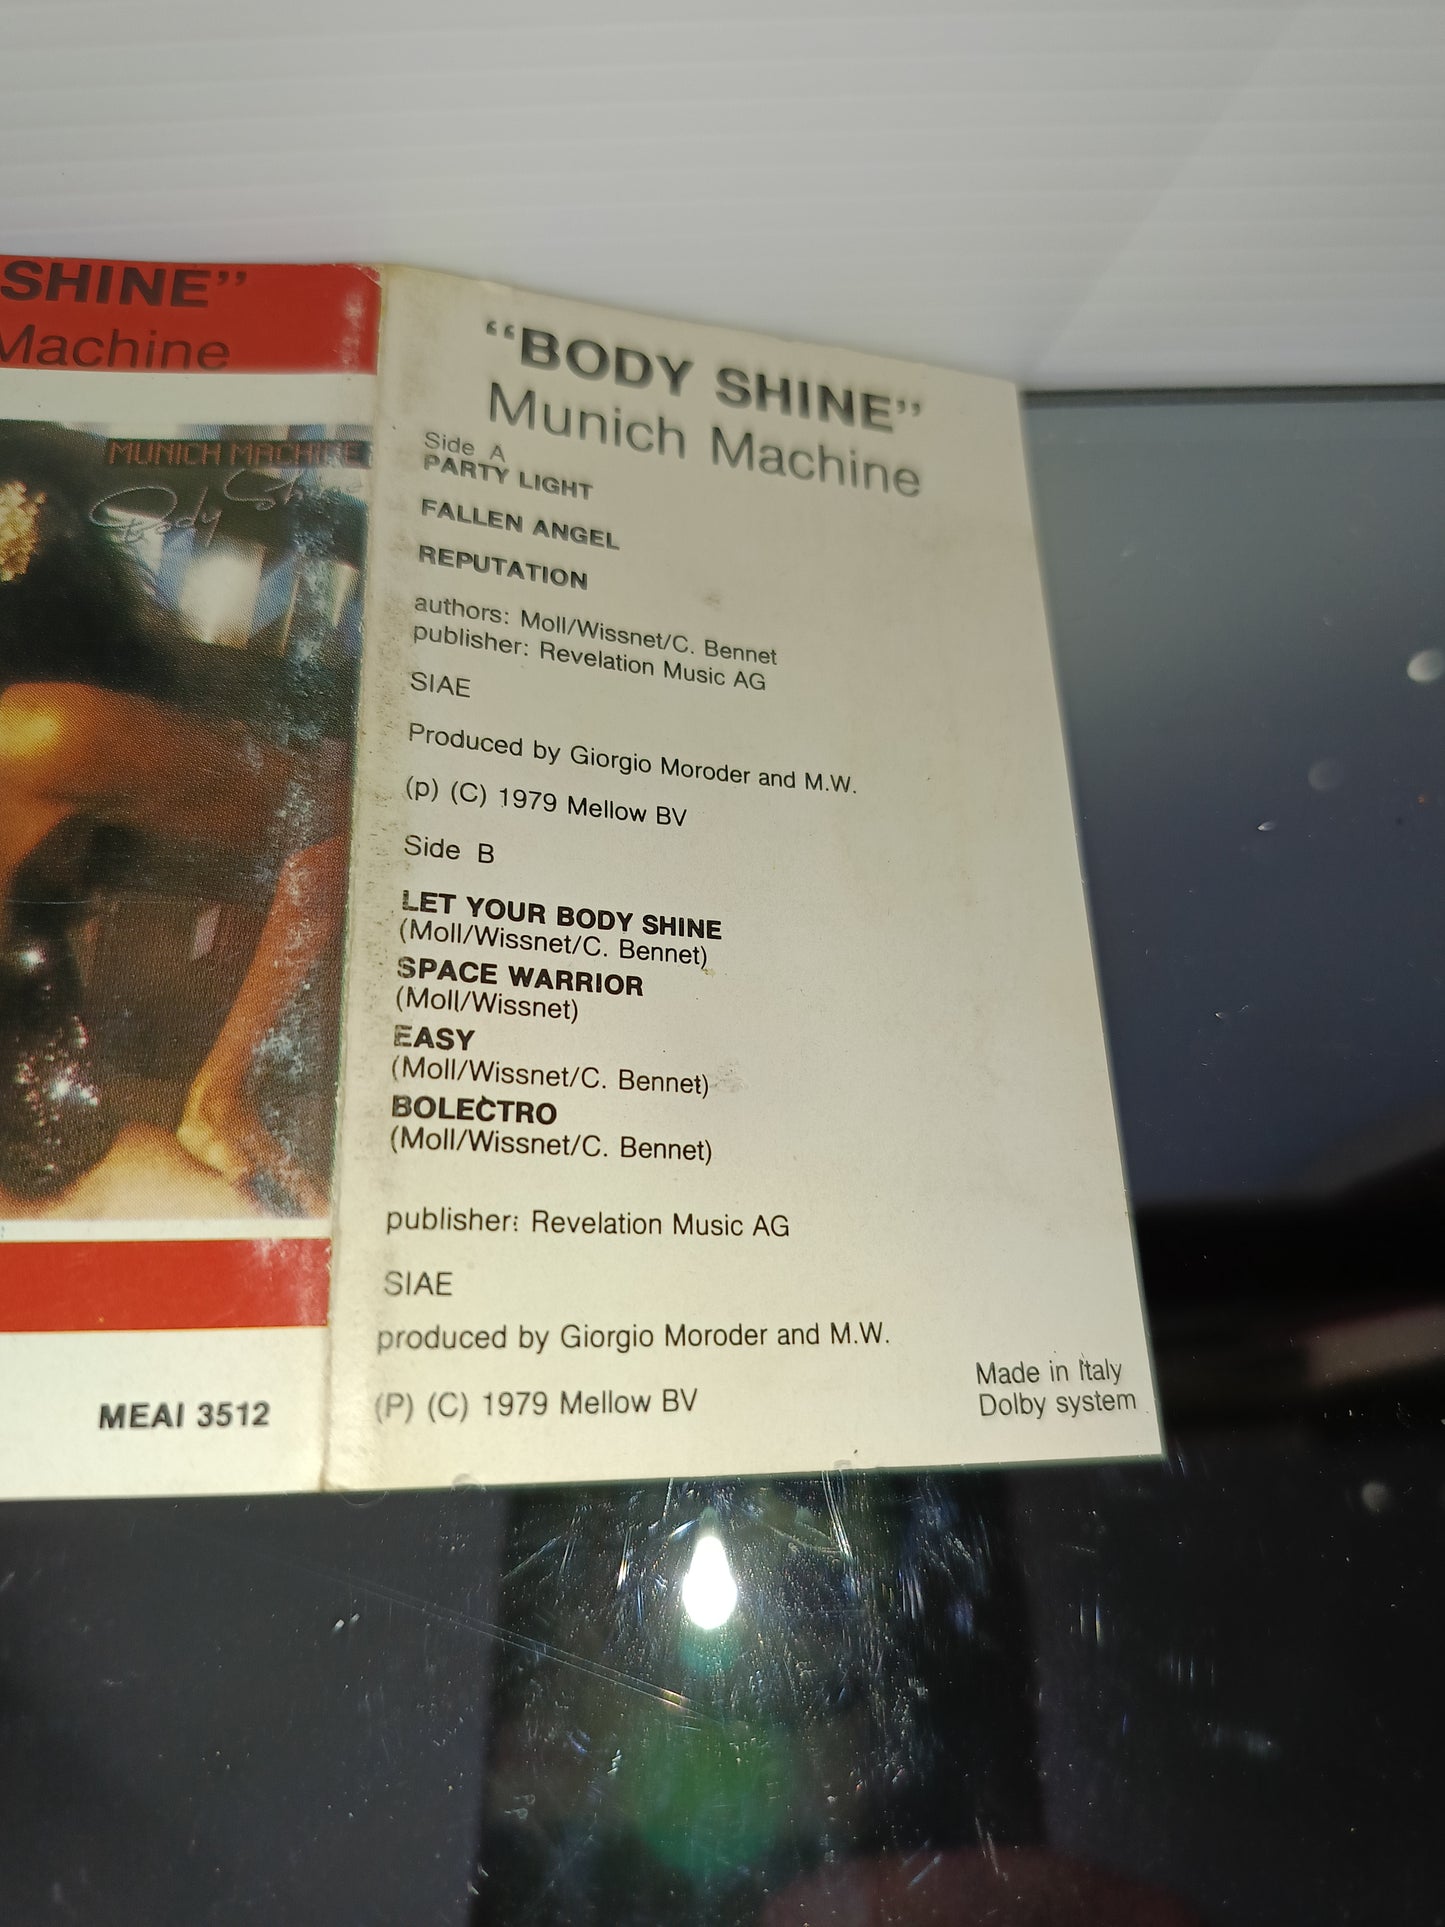 SHINE”
Machine
MUNICH MACHINE
Body Shine
MEAI 3512
“BODY SHINE”
Munich Machine
Side A
PARTY LIGHT
FALLEN ANGEL
REPUTATION
authors: Moll/Wissnet/C. Bennet
publisher: Revelation Music AG
SIAE
Produced by Giorgio Moroder and M.W.
(p) (C) 1979 Mellow BV
Side B
LET YOUR BODY SHINE
(Moll/Wissnet/C. Bennet)
SPACE WARRIOR
(Moll/Wissnet)
EASY
(Moll/Wissnet/C. Bennet)
BOLECTRO
(Moll/Wissnet/C. Bennet)
publisher: Revelation Music AG
SIAE
produced by Giorgio Moroder and M.W.
(P) (C) 1979 Mellow BV
Made in Italy
Dolby system